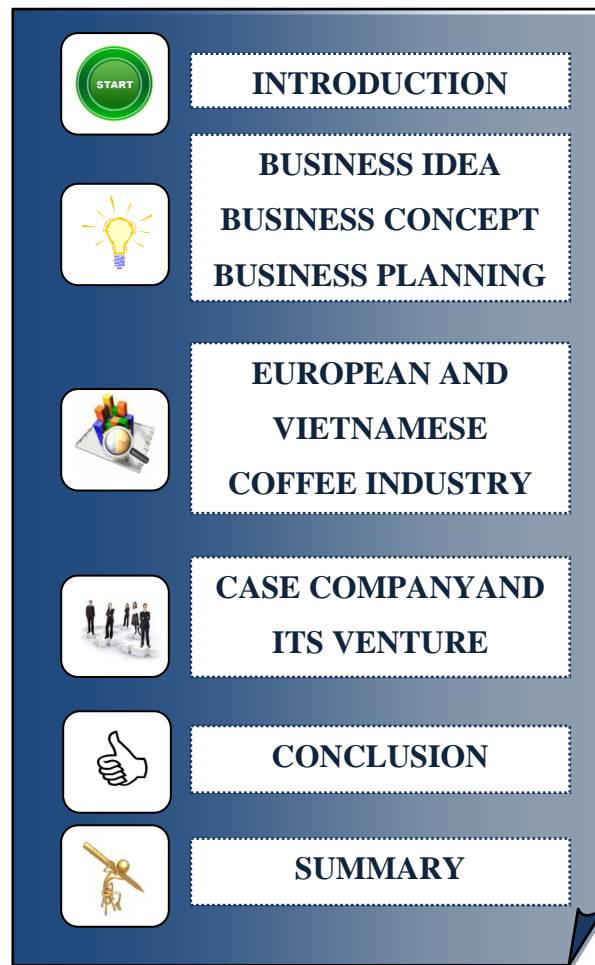 START
INTRODUCTION
BUSINESS IDEA
BUSINESS CONCEPT
BUSINESS PLANNING
EUROPEAN AND
VIETNAMESE
COFFEE INDUSTRY
CASE COMPANYAND
ITS VENTURE
CONCLUSION
SUMMARY